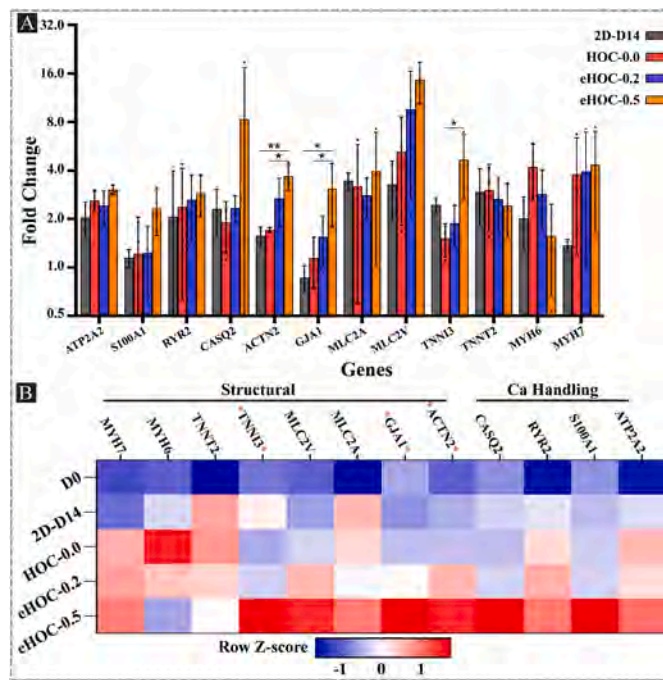 A
32.0
16.0
8.0
4.0
2.0
1.0
0.5
Fold Change
2D-D14
HOC-0.0
eHOC-0.2
eHOC-0.5
** * * * *
ATP2A2 S100A1 RYR2 CASQ2 ACTN2 GJA1 MLC2A MLC2V TNNI3 TNNT2 MYH6 MYH7
Genes
B
Structural Ca Handling
MYH7 MYH6 TNNT2 *TNNI3* MLC2V MLC2A *GJA1* *ACTN2* CASQ2 RYR2 S100A1 ATP2A2
D0
2D-D14
HOC-0.0
eHOC-0.2
eHOC-0.5
Row Z-score
-1 0 1